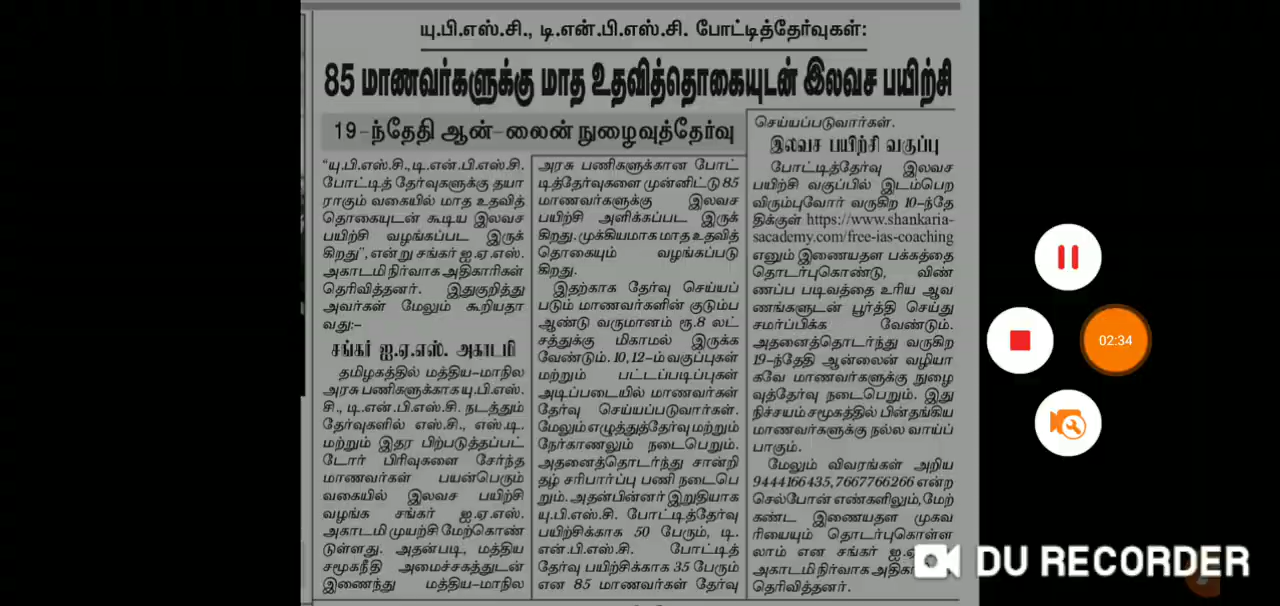 யு.பி.எஸ்.சி., டி.என்.பி.எஸ்.சி. போட்டித்தேர்வுகள்:
85 மாணவர்களுக்கு மாத உதவித்தொகையுடன் இலவச பயிற்சி
19-ந்தேதி ஆன்-லைன் நுழைவுத்தேர்வு
“யு.பி.எஸ்.சி.,டி.என்.பி.எஸ்.சி.
போட்டித் தேர்வுகளுக்கு தயா
ராகும் வகையில் மாத உதவித்
தொகையுடன் கூடிய இலவச
பயிற்சி வழங்கப்பட இருக்
கிறது”, என்று சங்கர் ஐ.ஏ.எஸ்.
அகாடமி நிர்வாக அதிகாரிகள்
தெரிவித்தனர். இதுகுறித்து
அவர்கள் மேலும் கூறியதா
வது:-
சங்கர் ஐ.ஏ.எஸ். அகாடமி
தமிழகத்தில் மத்திய-மாநில
அரசு பணிகளுக்காக யு.பி.எஸ்.
சி., டி.என்.பி.எஸ்.சி. நடத்தும்
தேர்வுகளில் எஸ்.சி., எஸ்.டி.
மற்றும் இதர பிற்படுத்தப்பட்
டோர் பிரிவுகளை சேர்ந்த
மாணவர்கள் பயன்பெரும்
வகையில் இலவச பயிற்சி
வழங்க சங்கர் ஐ.ஏ.எஸ்.
அகாடமி முயற்சி மேற்கொண்
டுள்ளது. அதன்படி, மத்திய
சமூகநீதி அமைச்சகத்துடன்
இணைந்து மத்திய-மாநில
அரசு பணிகளுக்கான போட்
டித்தேர்வுகளை முன்னிட்டு 85
மாணவர்களுக்கு இலவச
பயிற்சி அளிக்கப்பட இருக்
கிறது. முக்கியமாக மாத உதவித்
தொகையும் வழங்கப்படு
கிறது.
இதற்காக தேர்வு செய்யப்
படும் மாணவர்களின் குடும்ப
ஆண்டு வருமானம் ரூ.8 லட்
சத்துக்கு மிகாமல் இருக்க
வேண்டும். 10, 12-ம் வகுப்புகள்
மற்றும் பட்டப்படிப்புகள்
அடிப்படையில் மாணவர்கள்
தேர்வு செய்யப்படுவார்கள்.
மேலும் எழுத்துத்தேர்வு மற்றும்
நேர்காணலும் நடைபெறும்.
அதனைத்தொடர்ந்து சான்றி
தழ் சரிபார்ப்பு பணி நடைபெ
றும். அதன்பின்னர் இறுதியாக
யு.பி.எஸ்.சி. போட்டித்தேர்வு
பயிற்சிக்காக 50 பேரும், டி.
என்.பி.எஸ்.சி. போட்டித்
தேர்வு பயிற்சிக்காக 35 பேரும்
என 85 மாணவர்கள் தேர்வு
செய்யப்படுவார்கள்.
இலவச பயிற்சி வகுப்பு
போட்டித்தேர்வு இலவச
பயிற்சி வகுப்பில் இடம்பெற
விரும்புவோர் வருகிற 10-ந்தே
திக்குள் https://www.shankaria-
sacademy.com/free-ias-coaching
எனும் இணையதள பக்கத்தை
தொடர்புகொண்டு, விண்
ணப்ப படிவத்தை உரிய ஆவ
ணங்களுடன் பூர்த்தி செய்து
சமர்ப்பிக்க வேண்டும்.
அதனைத்தொடர்ந்து வருகிற
19-ந்தேதி ஆன்லைன் வழியா
கவே மாணவர்களுக்கு நுழை
வுத்தேர்வு நடைபெறும். இது
நிச்சயம் சமூகத்தில் பின்தங்கிய
மாணவர்களுக்கு நல்ல வாய்ப்
பாகும்.
மேலும் விவரங்கள் அறிய
9444166435, 7667766266 என்ற
செல்போன் எண்களிலும், மேற்
கண்ட இணையதள முகவ
ரியையும் தொடர்புகொள்ள
லாம் என சங்கர்
அகாடமி நிர்வாக
தெரிவித்தனர்.
02:34
DU RECORDER